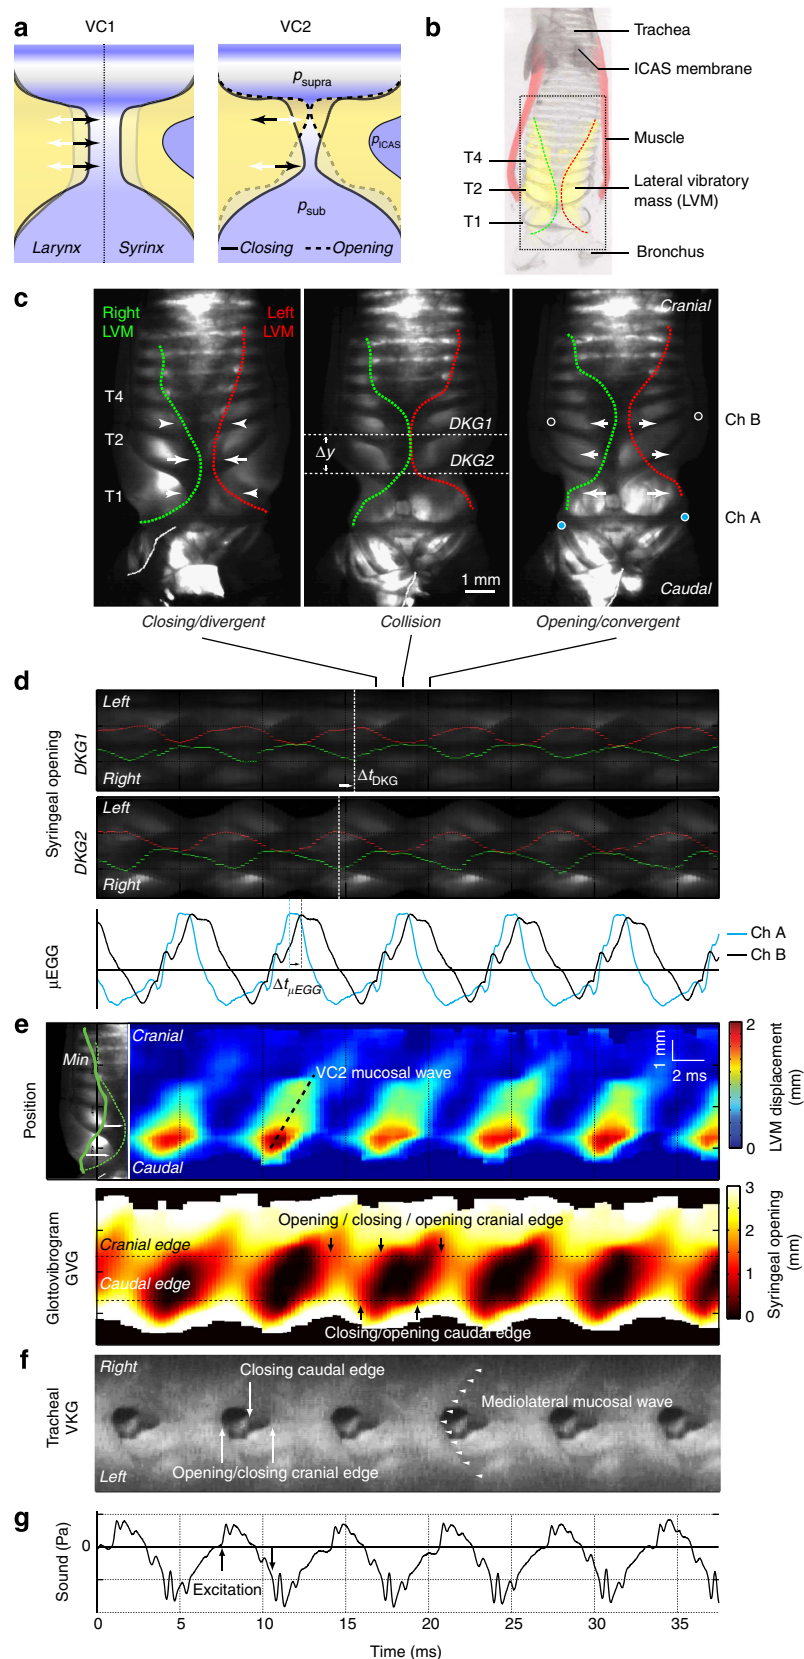 a
VC1
VC2
Larynx
Syrinx
psupra
pICAS
psub
Closing
Opening
b
Trachea
ICAS membrane
Muscle
T4
T2
T1
Lateral vibratory
mass (LVM)
Bronchus
c
Right
LVM
Left
LVM
Cranial
T4
T2
T1
DKG1
Δy
DKG2
Ch B
Ch A
1 mm
Caudal
Closing/divergent
Collision
Opening/convergent
d
Syringeal opening
DKG1
Left
Right
ΔtDKG
DKG2
Left
Right
μEGG
ΔtμEGG
Ch A
Ch B
e
Position
Min
Cranial
VC2 mucosal wave
Caudal
1 mm
2 ms
2
0
LVM displacement
(mm)
Glottovibrogram
GVG
Opening / closing / opening cranial edge
Cranial edge
Caudal edge
Closing/opening caudal edge
3
2
1
0
Syringeal opening
(mm)
f
Tracheal
VKG
Right
Closing caudal edge
Mediolateral mucosal wave
Opening/closing cranial edge
Left
g
Sound (Pa)
0
Excitation
0 5 10 15 20 25 30 35
Time (ms)